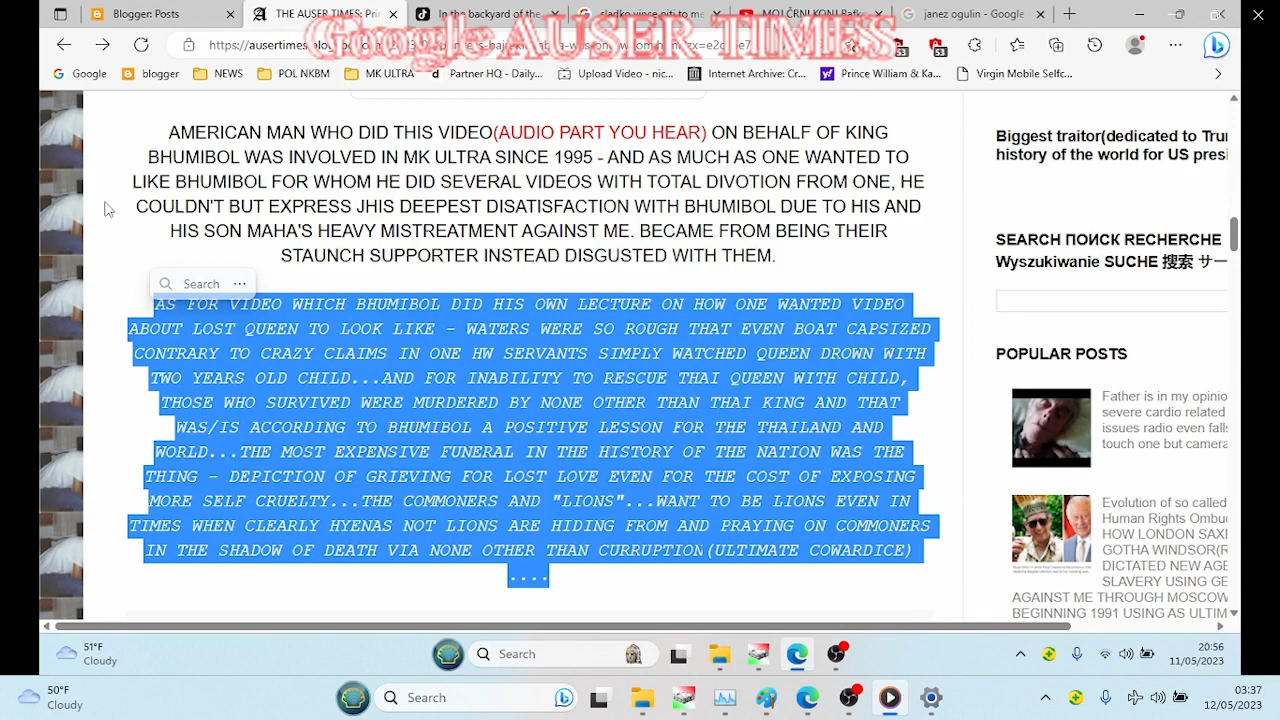 Blogger Posts
THE AUSER TIMES: Pri
In the backyard of the
sladko vince piti to me
MOJ ČRNI KONJ Ratko
janez ogulin - Google
Google AUSER TIMES
Google
blogger
NEWS
POL NKBM
MK ULTRA
Partner HQ - Daily...
Upload Video - nic...
Internet Archive: Cr...
Prince William & Ka...
Virgin Mobile Selfc...
AMERICAN MAN WHO DID THIS VIDEO(AUDIO PART YOU HEAR) ON BEHALF OF KING
BHUMIBOL WAS INVOLVED IN MK ULTRA SINCE 1995 - AND AS MUCH AS ONE WANTED TO
LIKE BHUMIBOL FOR WHOM HE DID SEVERAL VIDEOS WITH TOTAL DIVOTION FROM ONE, HE
COULDN'T BUT EXPRESS JHIS DEEPEST DISATISFACTION WITH BHUMIBOL DUE TO HIS AND
HIS SON MAHA'S HEAVY MISTREATMENT AGAINST ME. BECAME FROM BEING THEIR
STAUNCH SUPPORTER INSTEAD DISGUSTED WITH THEM.
Search ...
AS FOR VIDEO WHICH BHUMIBOL DID HIS OWN LECTURE ON HOW ONE WANTED VIDEO
ABOUT LOST QUEEN TO LOOK LIKE - WATERS WERE SO ROUGH THAT EVEN BOAT CAPSIZED
CONTRARY TO CRAZY CLAIMS IN ONE HW SERVANTS SIMPLY WATCHED QUEEN DROWN WITH
TWO YEARS OLD CHILD...AND FOR INABILITY TO RESCUE THAI QUEEN WITH CHILD,
THOSE WHO SURVIVED WERE MURDERED BY NONE OTHER THAN THAI KING AND THAT
WAS/IS ACCORDING TO BHUMIBOL A POSITIVE LESSON FOR THE THAILAND AND
WORLD...THE MOST EXPENSIVE FUNERAL IN THE HISTORY OF THE NATION WAS THE
THING - DEPICTION OF GRIEVING FOR LOST LOVE EVEN FOR THE COST OF EXPOSING
MORE SELF CRUELTY...THE COMMONERS AND "LIONS"...WANT TO BE LIONS EVEN IN
TIMES WHEN CLEARLY HYENAS NOT LIONS ARE HIDING FROM AND PRAYING ON COMMONERS
IN THE SHADOW OF DEATH VIA NONE OTHER THAN CURRUPTION(ULTIMATE COWARDICE)
....
Biggest traitor(dedicated to Tru
history of the world for US presi
SEARCH ПОИСК RECHERCHE
Wyszukiwanie SUCHE 搜索 サー
POPULAR POSTS
Father is in my opinio
severe cardio related
issues radio even falls
touch one but camera
Evolution of so called
Human Rights Ombu
HOW LONDON SAX
GOTHA WINDSOR(R
DICTATED NEW AGE
SLAVERY USING GE
AGAINST ME THROUGH MOSCOW
BEGINNING 1991 USING AS ULTIM
51°F
Cloudy
Search
20:56
11/05/2023
50°F
Cloudy
Search
03:37
12/05/2023